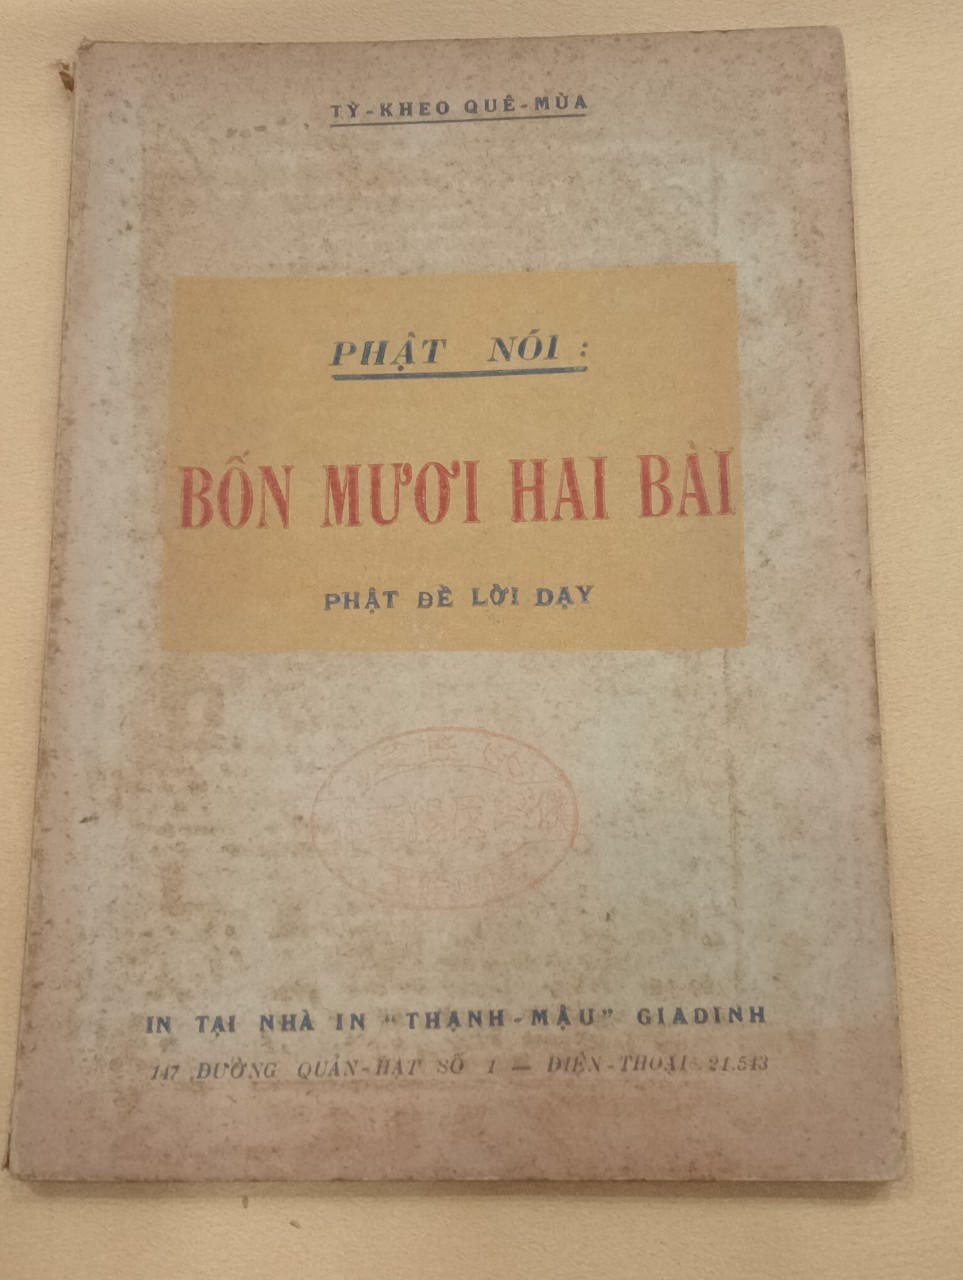 TỲ-KHEO QUÊ-MÙA
PHẬT NÓI :
BỐN MƯƠI HAI BÀI
PHẬT ĐỀ LỜI DẠY
IN TẠI NHÀ IN “THẠNH-MẬU” GIADINH
147 ĐƯỜNG QUẢN-HẠT SỐ 1 — ĐIỆN-THOẠI 21.543